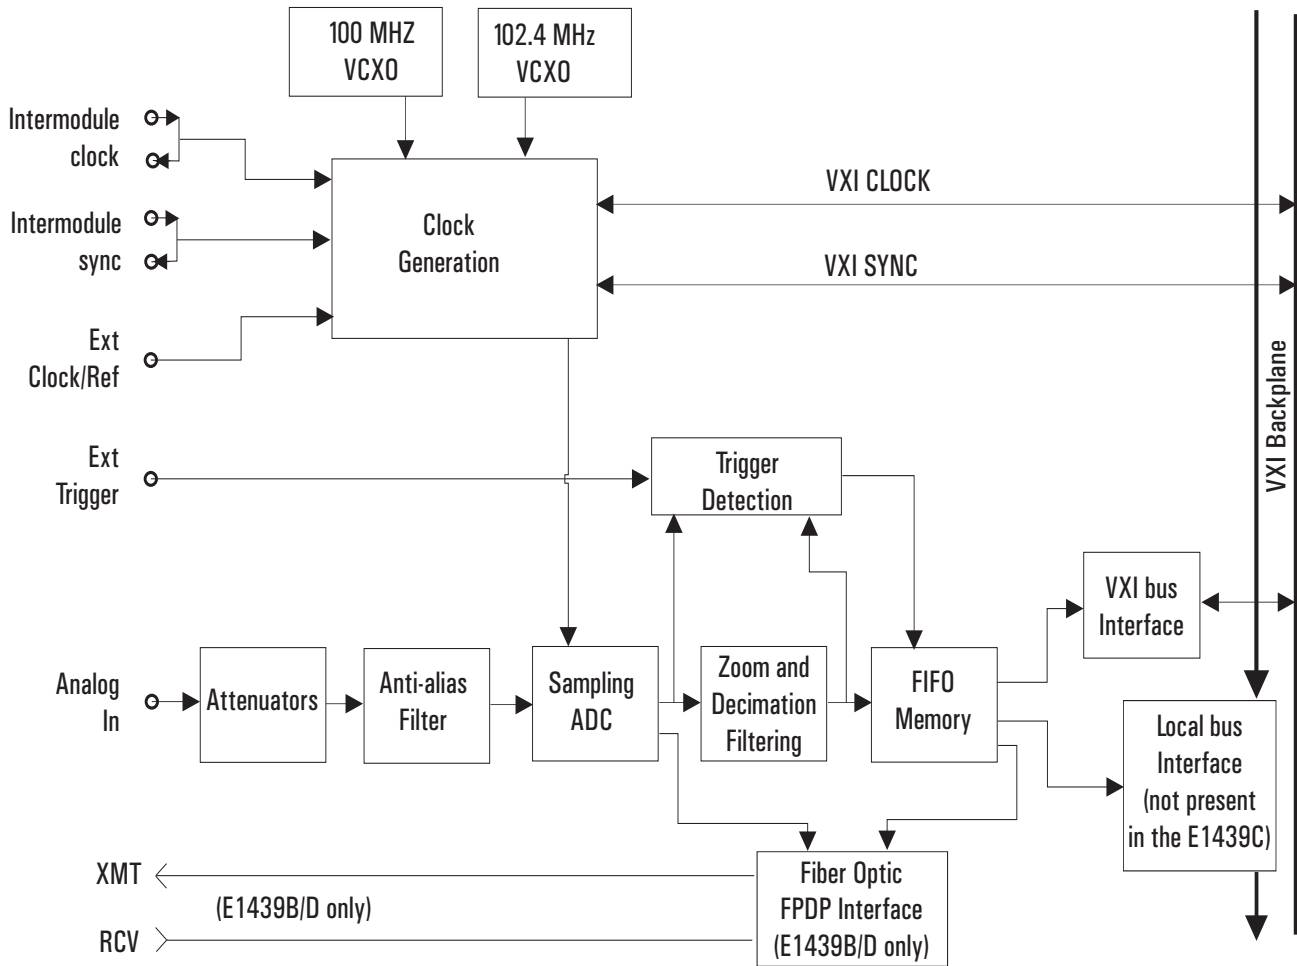 100 MHZ
VCXO
102.4 MHz
VCXO
Intermodule
clock
Intermodule
sync
Ext
Clock/Ref
Clock
Generation
VXI CLOCK
VXI SYNC
VXI Backplane
Ext
Trigger
Trigger
Detection
VXI bus
Interface
Analog
In
Attenuators
Anti-alias
Filter
Sampling
ADC
Zoom and
Decimation
Filtering
FIFO
Memory
Local bus
Interface
(not present
in the E1439C)
XMT
(E1439B/D only)
RCV
Fiber Optic
FPDP Interface
(E1439B/D only)